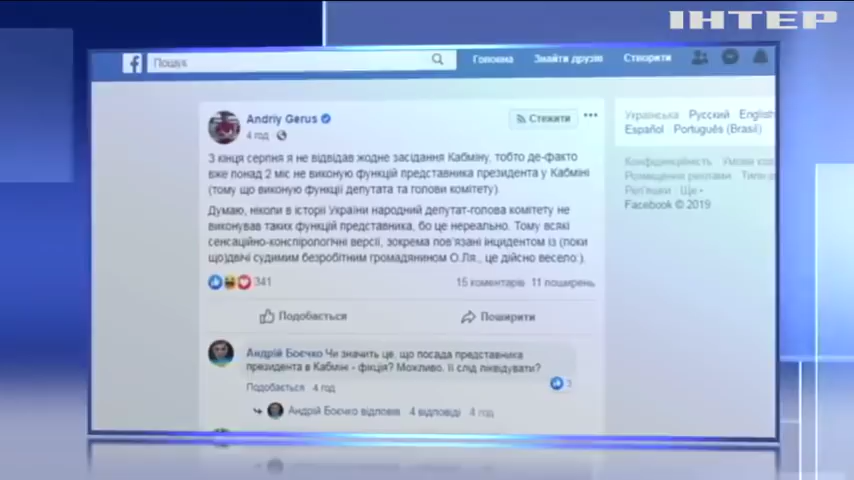 ІНТЕР
Пошук
Головна
Знайти друзів
Створити
Andriy Gerus
4 год
Стежити
З кінця серпня я не відвідав жодне засідання Кабміну, тобто де-факто
вже понад 2 міс не виконую функцій представника президента у Кабміні
(тому що виконую функції депутата та голови комітету).
Думаю, ніколи в історії України народний депутат-голова комітету не
виконував таких функцій представника, бо це нереально. Тому всякі
сенсаційно-конспірологічні версії, зокрема пов'язані інцидентом із (поки
що)двічі судимим безробітним громадянином О.Ля., це дійсно весело:).
341
15 коментарів 11 поширень
Подобається
Поширити
Андрій Боєчко Чи значить це, що посада представника
президента в Кабмін - фікція? Можливо, її слід ліквідувати?
3
Подобається 4 год
Андрій Боєчко відповів 4 відповіді 4 год
Українська Русский English
Español Português (Brasil)
Конфіденційність Умови
Розміщення реклами
Рек'яшки Ще
Facebook © 2019